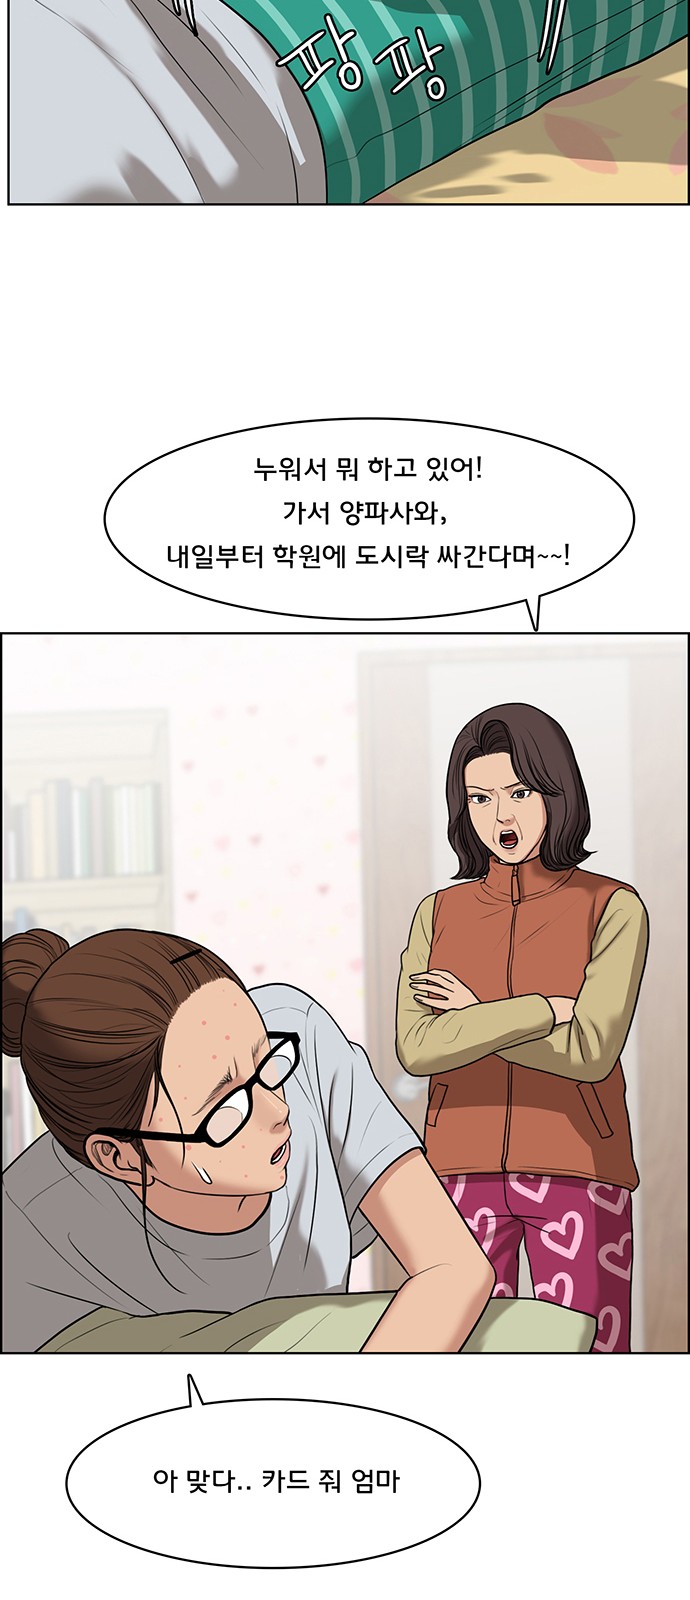 팡 팡
누워서 뭐 하고 있어!
가서 양파사와,
내일부터 학원에 도시락 싸간다며~~!
아 맞다.. 카드 줘 엄마